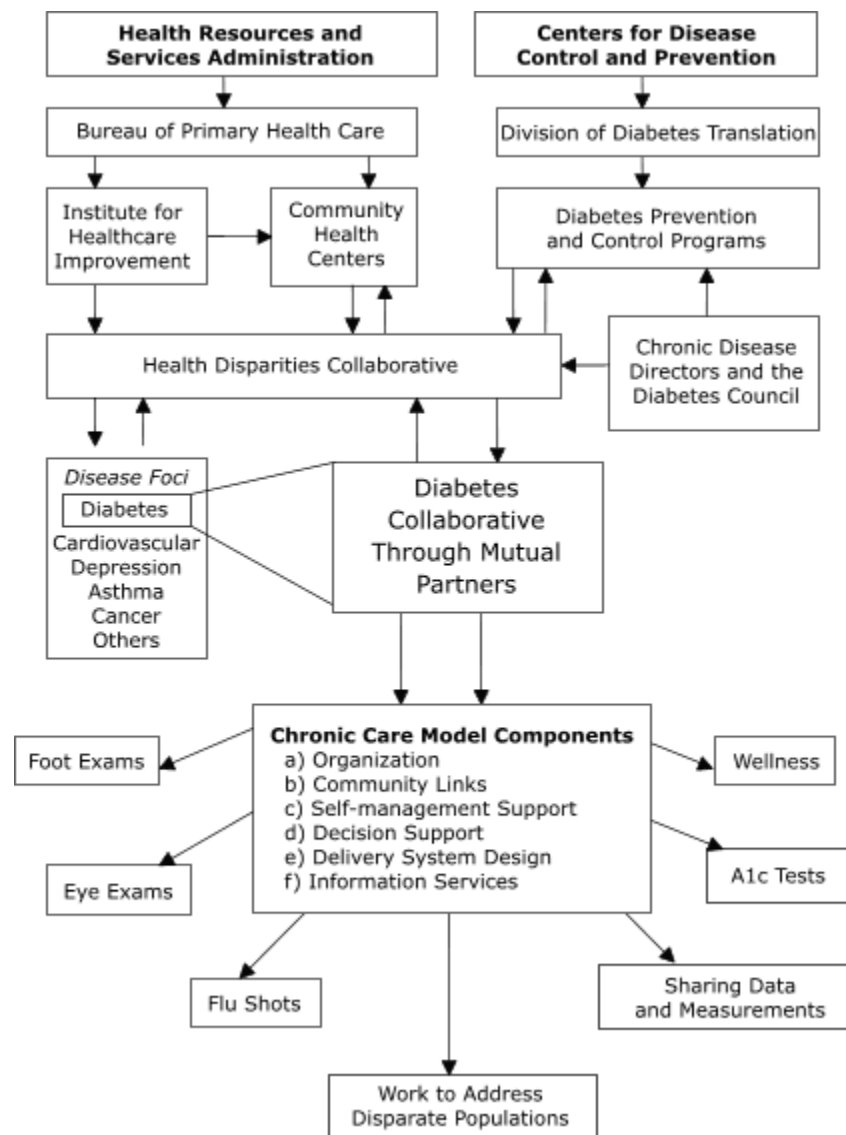 Health Resources and
Services Administration
Centers for Disease
Control and Prevention
Bureau of Primary Health Care
Division of Diabetes Translation
Institute for
Healthcare
Improvement
Community
Health
Centers
Diabetes Prevention
and Control Programs
Health Disparities Collaborative
Chronic Disease
Directors and the
Diabetes Council
Disease Foci
Diabetes
Cardiovascular
Depression
Asthma
Cancer
Others
Diabetes
Collaborative
Through Mutual
Partners
Chronic Care Model Components
a) Organization
b) Community Links
c) Self-management Support
d) Decision Support
e) Delivery System Design
f) Information Services
Foot Exams
Wellness
Eye Exams
A1c Tests
Flu Shots
Sharing Data
and Measurements
Work to Address
Disparate Populations